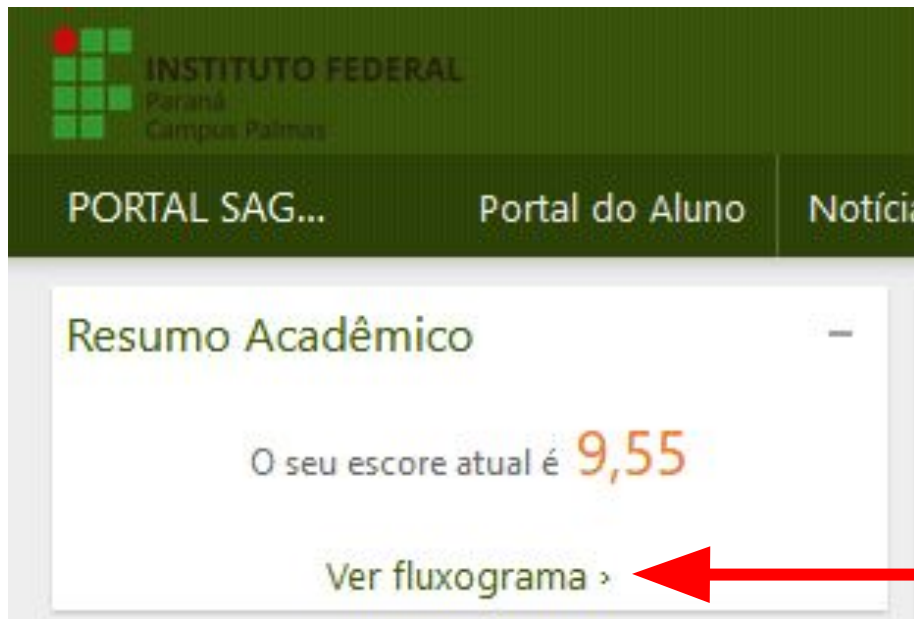 INSTITUTO FEDERAL
Paraná
Campus Palmas
PORTAL SAG... Portal do Aluno Notícia
Resumo Acadêmico –
O seu escore atual é 9,55
Ver fluxograma ›